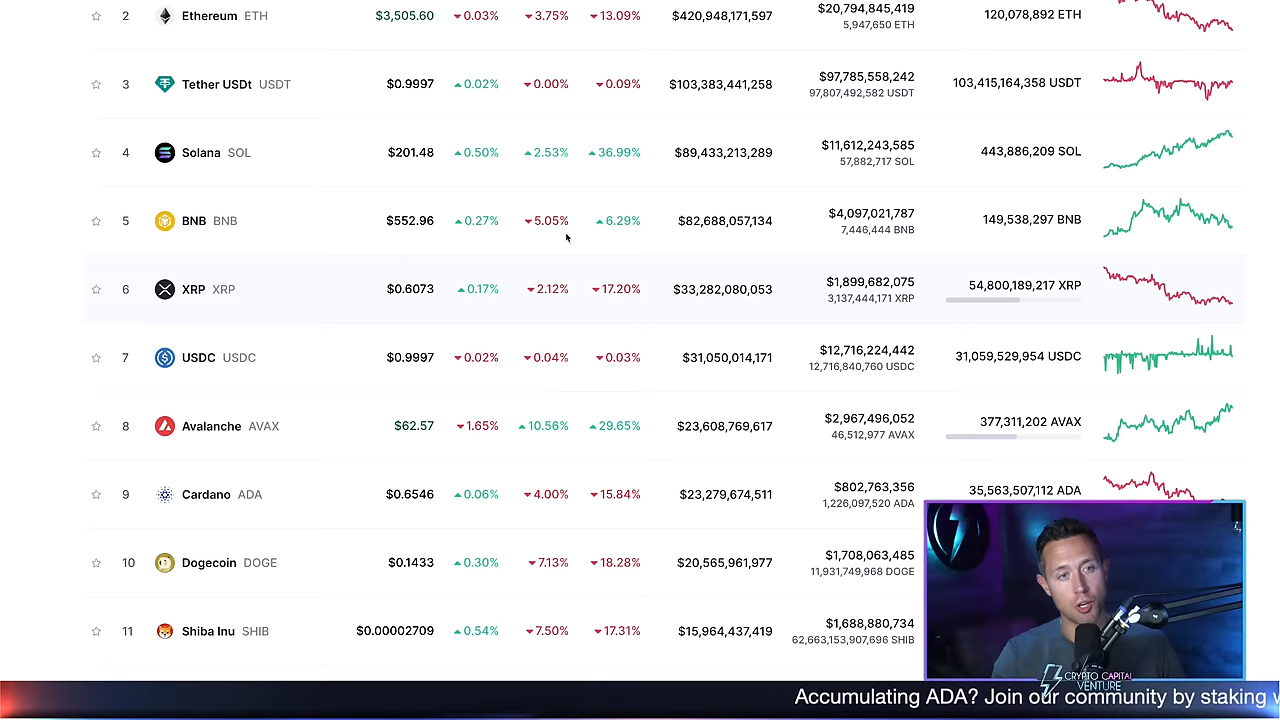 2 Ethereum ETH $3,505.60 0.03% 3.75% 13.09% $420,948,171,597 $20,794,845,419 120,078,892 ETH
5,947,650 ETH
3 Tether USDt USDT $0.9997 0.02% 0.00% 0.09% $103,383,441,258 $97,785,558,242 103,415,164,358 USDT
97,807,492,582 USDT
4 Solana SOL $201.48 0.50% 2.53% 36.99% $89,433,213,289 $11,612,243,585 443,886,209 SOL
57,882,717 SOL
5 BNB BNB $552.96 0.27% 5.05% 6.29% $82,688,057,134 $4,097,021,787 149,538,297 BNB
7,446,444 BNB
6 XRP XRP $0.6073 0.17% 2.12% 17.20% $33,282,080,053 $1,899,682,075 54,800,189,217 XRP
3,137,444,171 XRP
7 USDC USDC $0.9997 0.02% 0.04% 0.03% $31,050,014,171 $12,716,224,442 31,059,529,954 USDC
12,716,840,760 USDC
8 Avalanche AVAX $62.57 1.65% 10.56% 29.65% $23,608,769,617 $2,967,496,052 377,311,202 AVAX
46,512,977 AVAX
9 Cardano ADA $0.6546 0.06% 4.00% 15.84% $23,279,674,511 $802,763,356 35,563,507,112 ADA
1,226,097,520 ADA
10 Dogecoin DOGE $0.1433 0.30% 7.13% 18.28% $20,565,961,977 $1,708,063,485
11,931,749,968 DOGE
11 Shiba Inu SHIB $0.00002709 0.54% 7.50% 17.31% $15,964,437,419 $1,688,880,734
62,663,153,907,696 SHIB
CRYPTO CAPITAL
VENTURE
Accumulating ADA? Join our community by staking